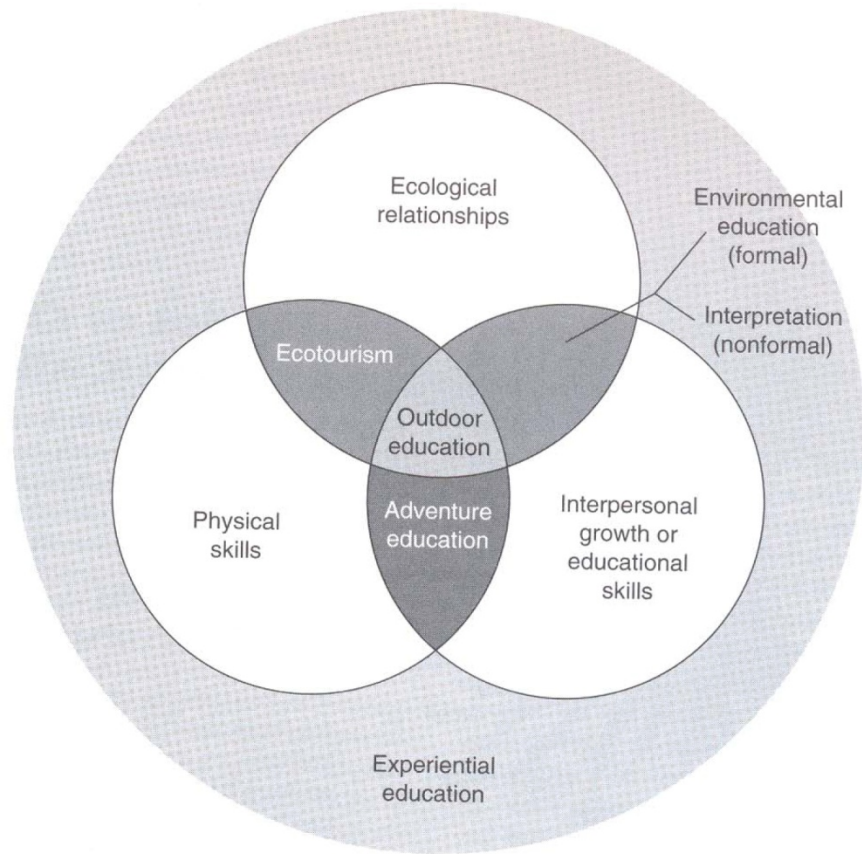 Ecological
relationships
Environmental
education
(formal)
Interpretation
(nonformal)
Ecotourism
Outdoor
education
Adventure
education
Physical
skills
Interpersonal
growth or
educational
skills
Experiential
education